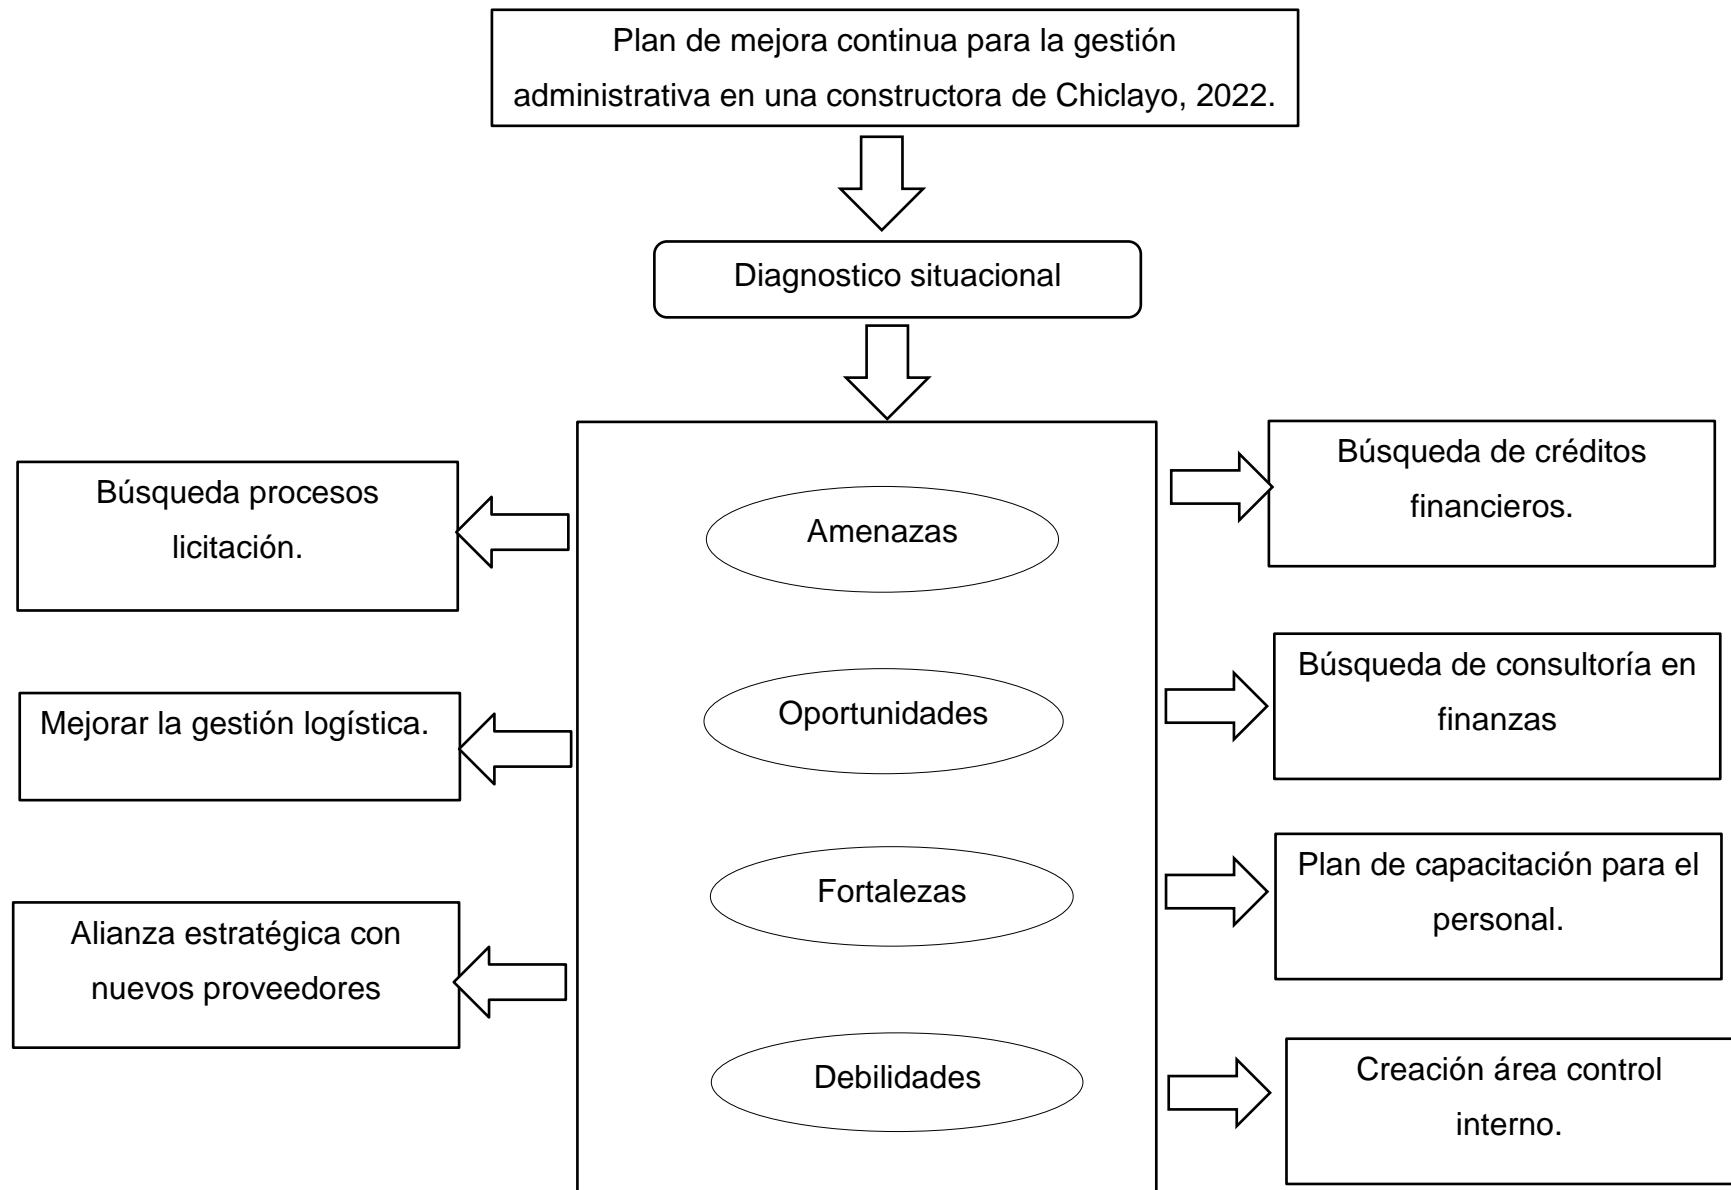 Plan de mejora continua para la gestión
administrativa en una constructora de Chiclayo, 2022.
Diagnostico situacional
Búsqueda procesos
licitación.
Mejorar la gestión logística.
Alianza estratégica con
nuevos proveedores
Amenazas
Oportunidades
Fortalezas
Debilidades
Búsqueda de créditos
financieros.
Búsqueda de consultoría en
finanzas
Plan de capacitación para el
personal.
Creación área control
interno.